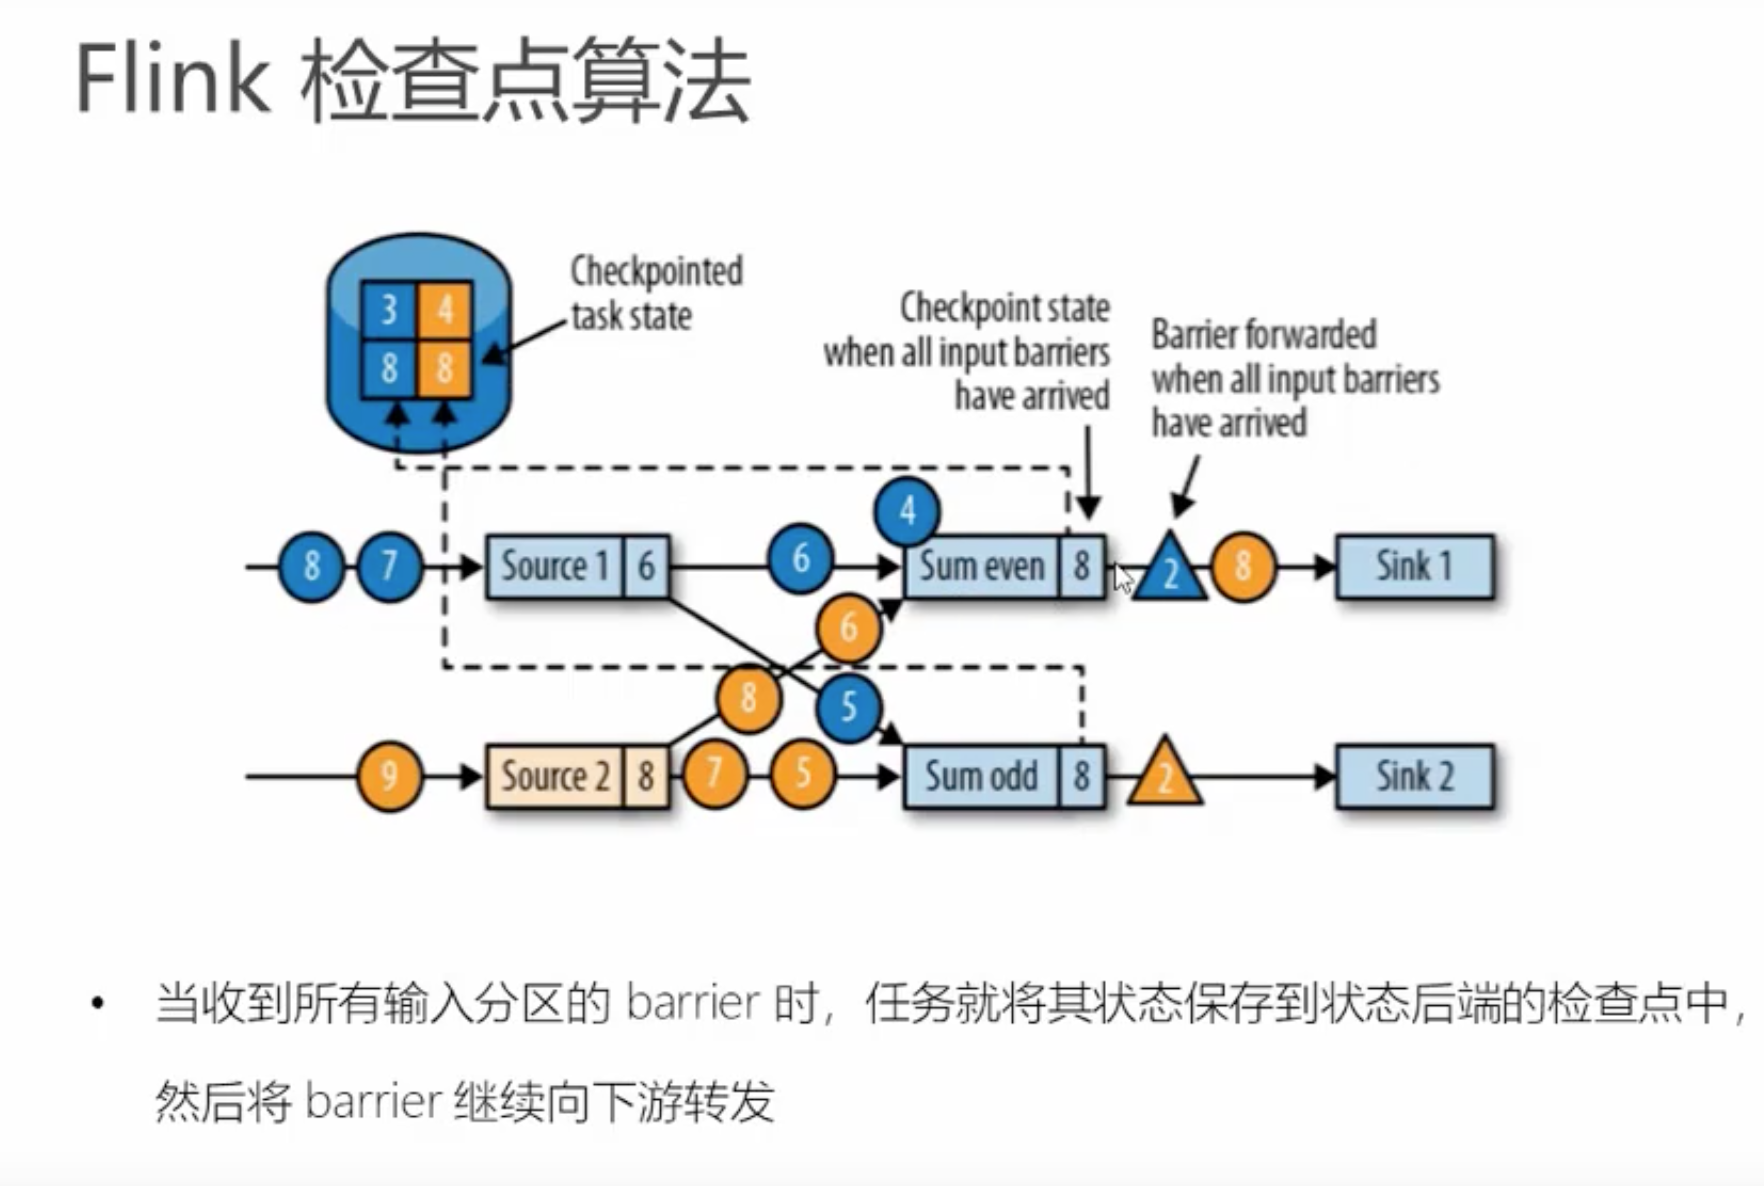 Flink 检查点算法
Checkpointed
task state
3 4
8 8
Checkpoint state
when all input barriers
have arrived
Barrier forwarded
when all input barriers
have arrived
4
8 7 Source 1 6 6 Sum even 8 2 8 Sink 1
6
8 5
9 Source 2 8 7 5 Sum odd 8 2 Sink 2
• 当收到所有输入分区的 barrier 时，任务就将其状态保存到状态后端的检查点中，
然后将 barrier 继续向下游转发